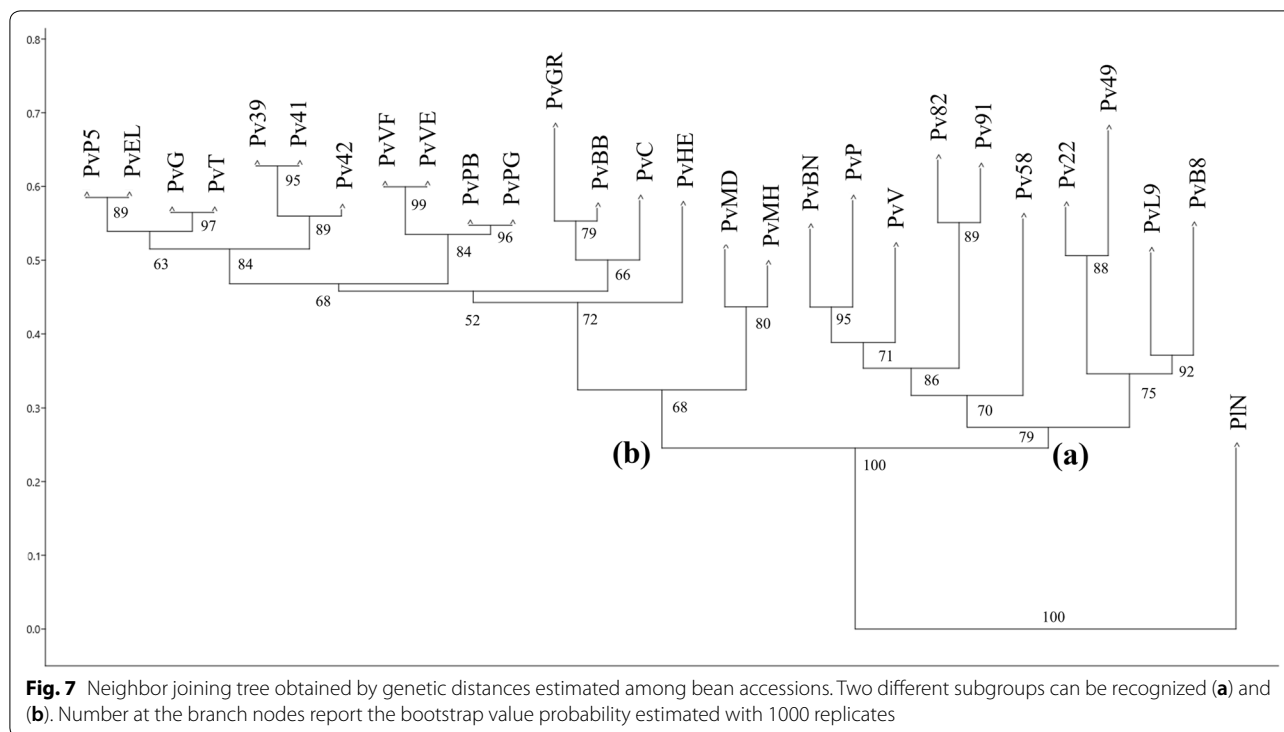 0.8
0.7
0.6
0.5
0.4
0.3
0.2
0.1
0.0
PvP5
PvEL
PvG
PvT
Pv39
Pv41
Pv42
PvVF
PvVE
PvPB
PvPG
PvGR
PvBB
PvC
PvHE
PvMD
PvMH
PvBN
PvP
PvV
Pv82
Pv91
Pv58
Pv22
Pv49
PvL9
PvB8
PlN
89
97
63
84
95
89
68
99
96
84
52
79
66
72
80
68
95
71
89
86
70
79
88
92
75
100
100
(b)
(a)
Fig. 7 Neighbor joining tree obtained by genetic distances estimated among bean accessions. Two different subgroups can be recognized (a) and
(b). Number at the branch nodes report the bootstrap value probability estimated with 1000 replicates